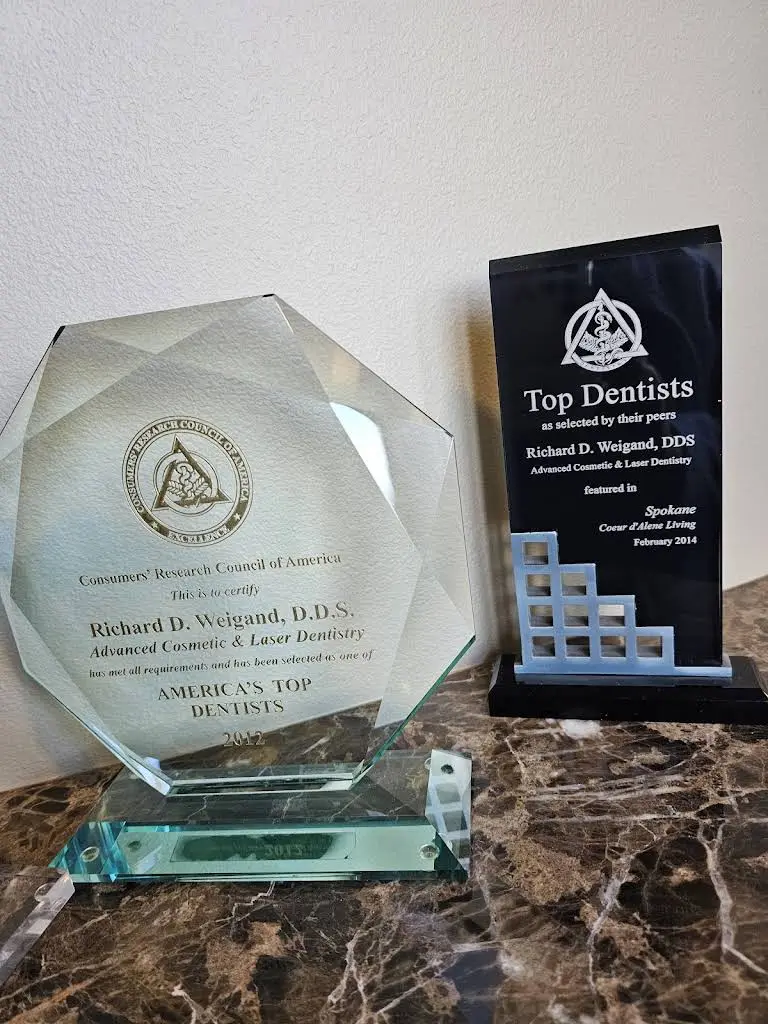 CONSUMERS' RESEARCH COUNCIL OF AMERICA
EXCELLENCE
Consumers' Research Council of America
This is to certify
Richard D. Weigand, D.D.S.
Advanced Cosmetic & Laser Dentistry
has met all requirements and has been selected as one of
AMERICA'S TOP
DENTISTS
2012
2012
Top Dentists
as selected by their peers
Richard D. Weigand, DDS
Advanced Cosmetic & Laser Dentistry
featured in
Spokane
Coeur d'Alene Living
February 2014